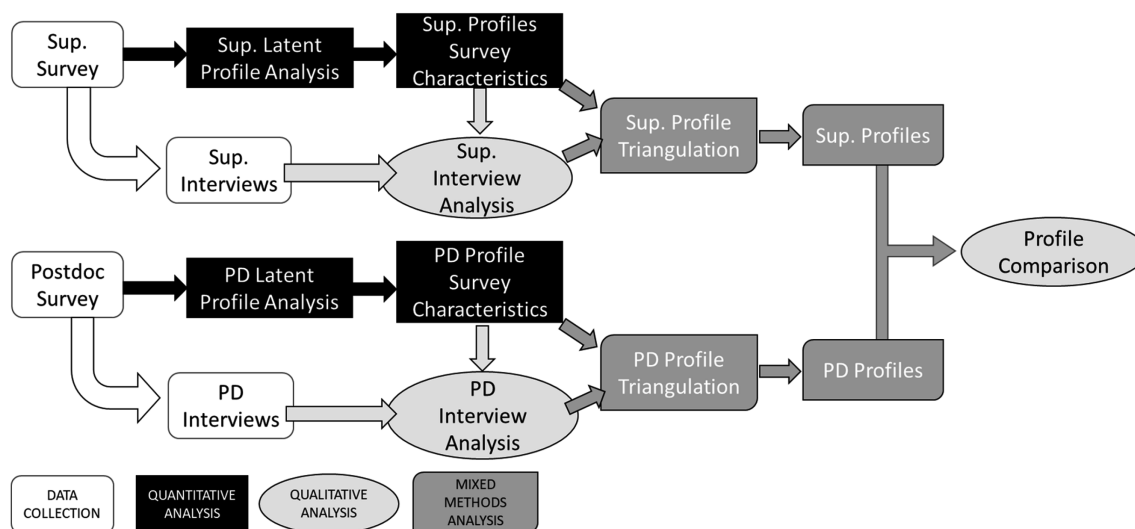 Sup.
Survey
Sup. Latent
Profile Analysis
Sup. Profiles
Survey
Characteristics
Sup.
Interviews
Sup.
Interview
Analysis
Sup. Profile
Triangulation
Sup. Profiles
Postdoc
Survey
PD Latent
Profile Analysis
PD Profile
Survey
Characteristics
PD
Interviews
PD
Interview
Analysis
PD Profile
Triangulation
PD Profiles
Profile
Comparison
DATA
COLLECTION
QUANTITATIVE
ANALYSIS
QUALITATIVE
ANALYSIS
MIXED
METHODS
ANALYSIS